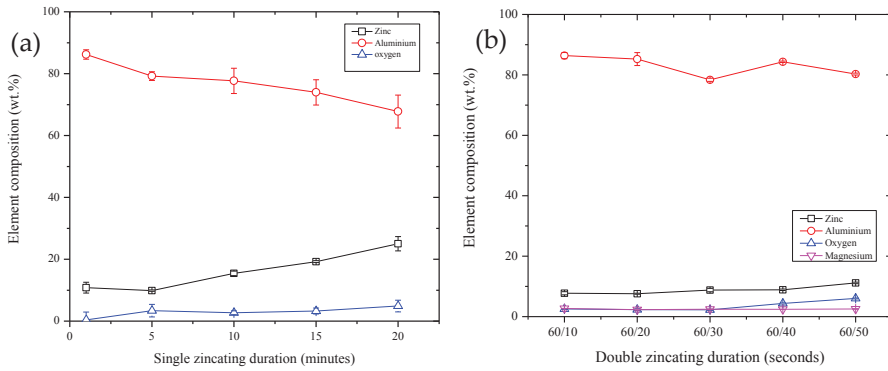 (a)
Zinc
Aluminium
oxygen
Element composition (wt.%)
100
80
60
40
20
0
0 5 10 15 20
Single zincating duration (minutes)
(b)
Zinc
Aluminium
Oxygen
Magnesium
Element composition (wt.%)
100
80
60
40
20
0
60/10 60/20 60/30 60/40 60/50
Double zincating duration (seconds)